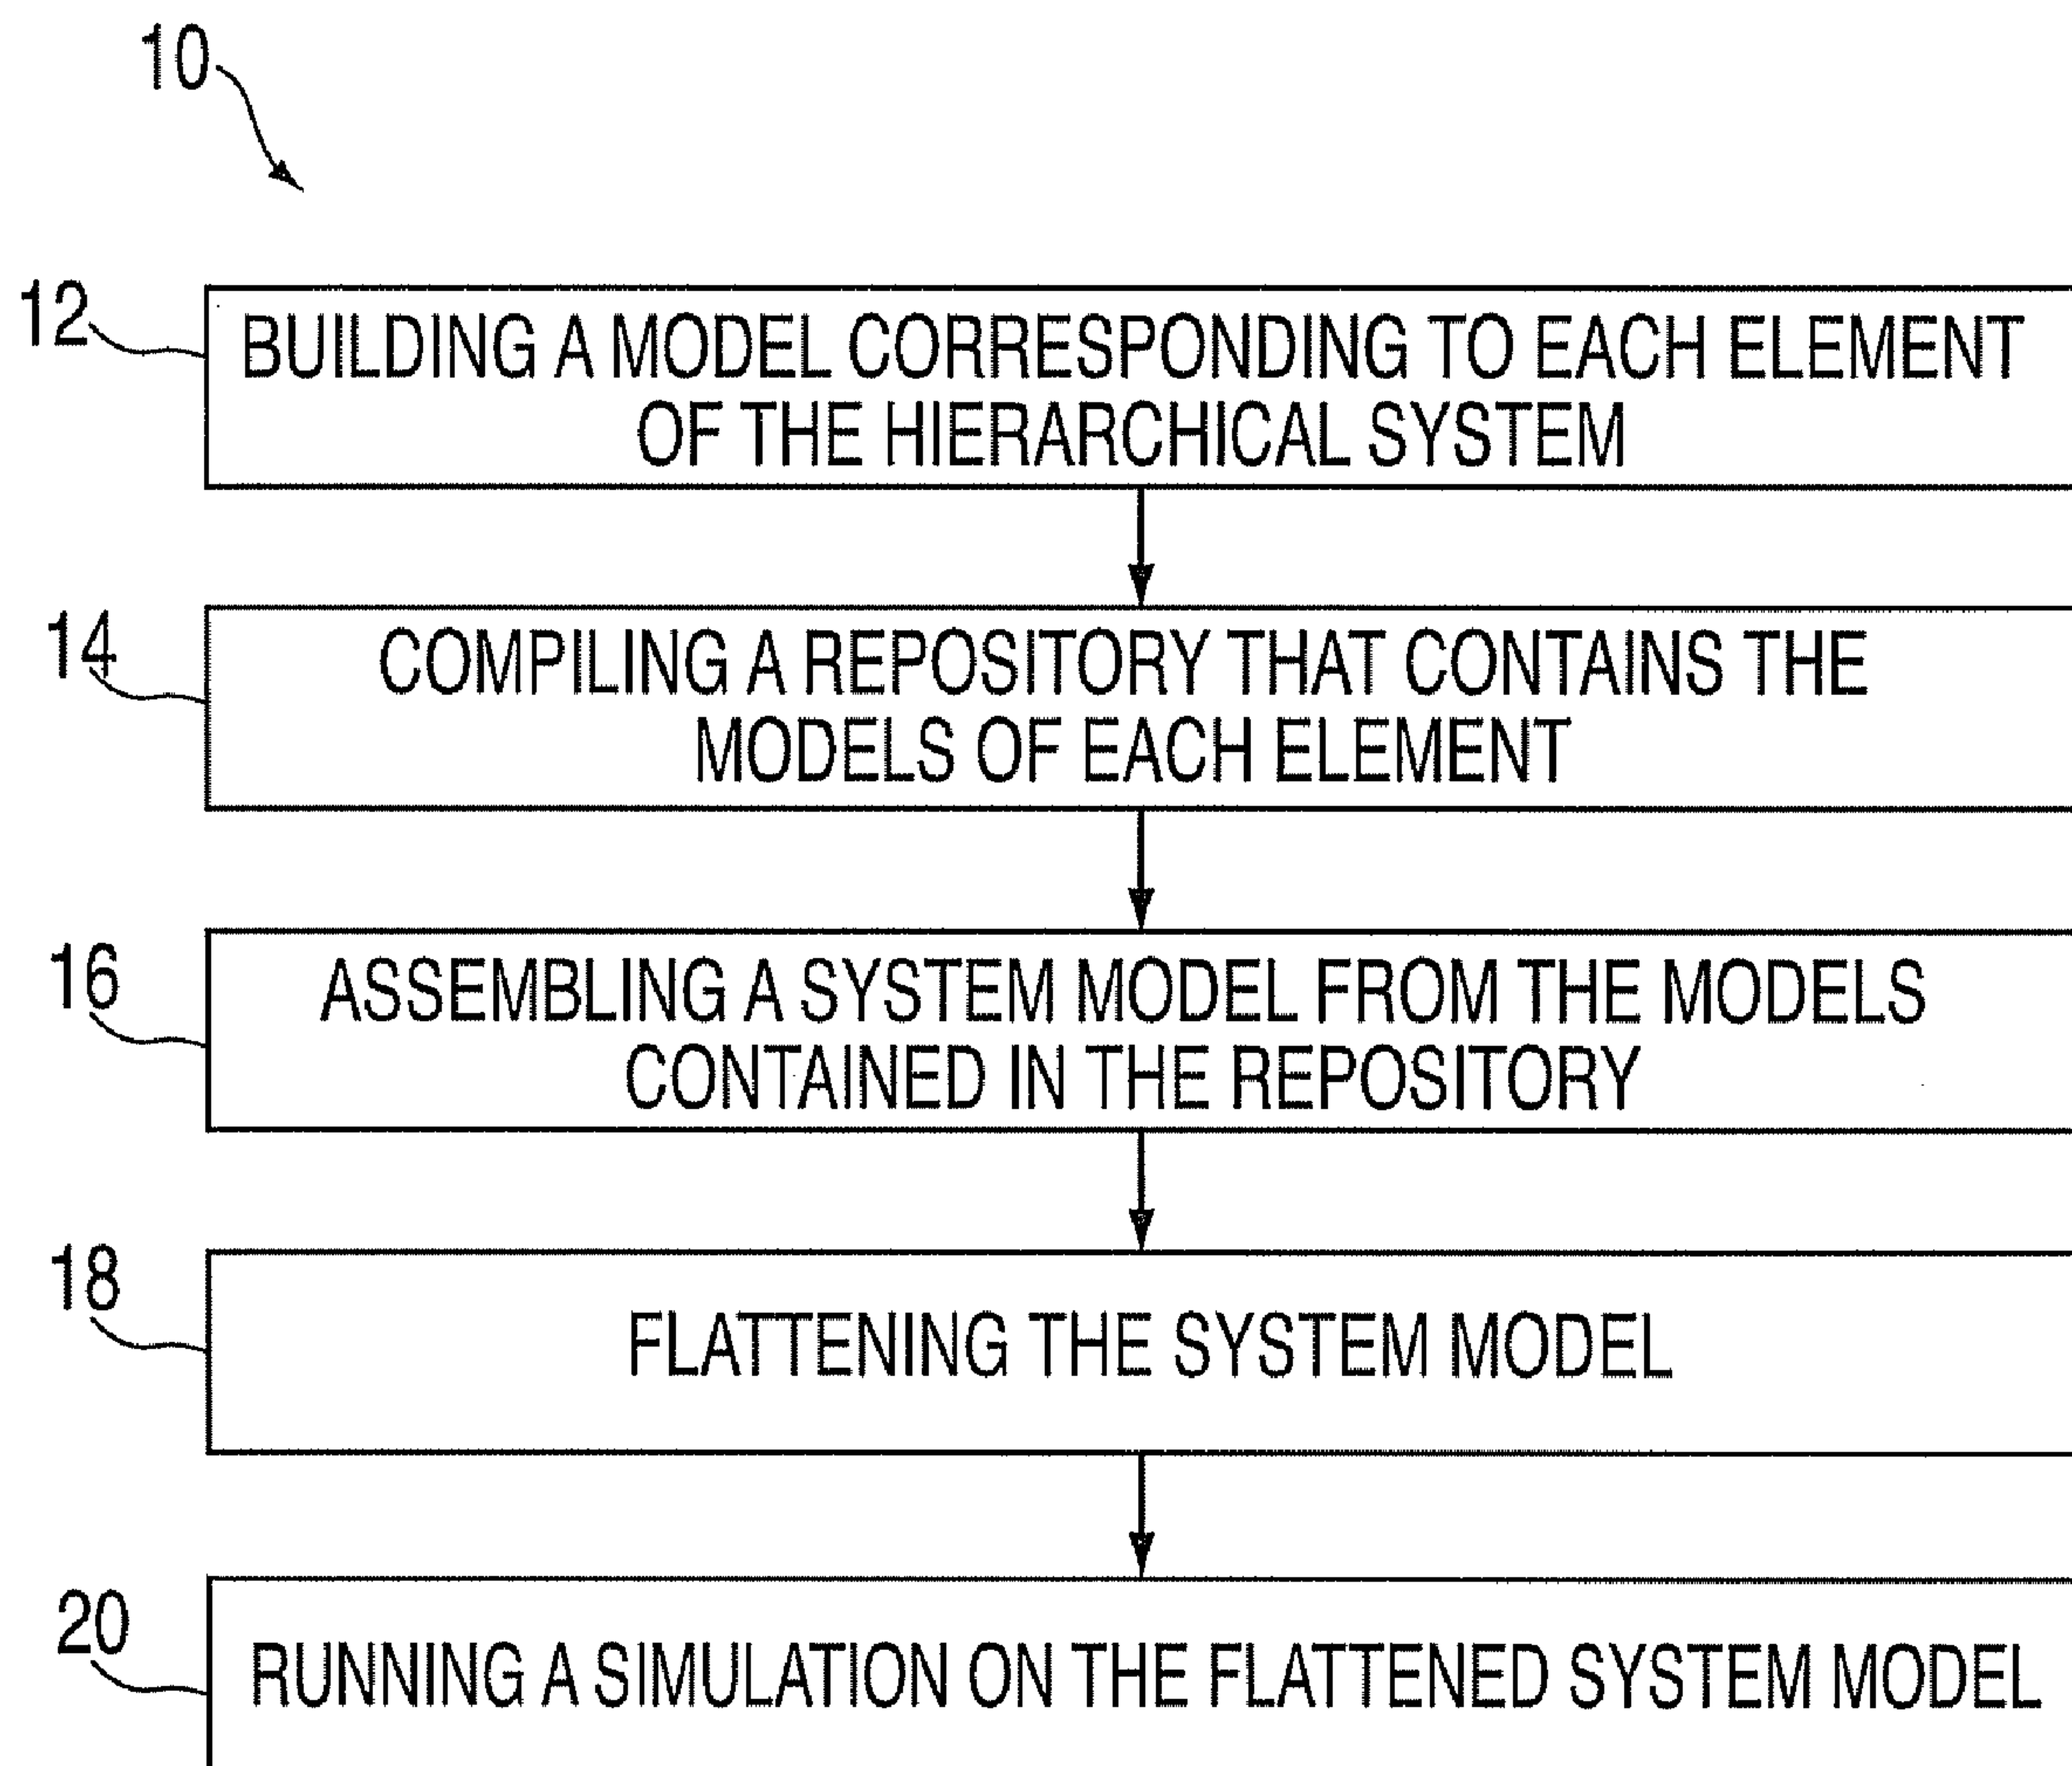 10
12
BUILDING A MODEL CORRESPONDING TO EACH ELEMENT
OF THE HIERARCHICAL SYSTEM
14
COMPILING A REPOSITORY THAT CONTAINS THE
MODELS OF EACH ELEMENT
16
ASSEMBLING A SYSTEM MODEL FROM THE MODELS
CONTAINED IN THE REPOSITORY
18
FLATTENING THE SYSTEM MODEL
20
RUNNING A SIMULATION ON THE FLATTENED SYSTEM MODEL